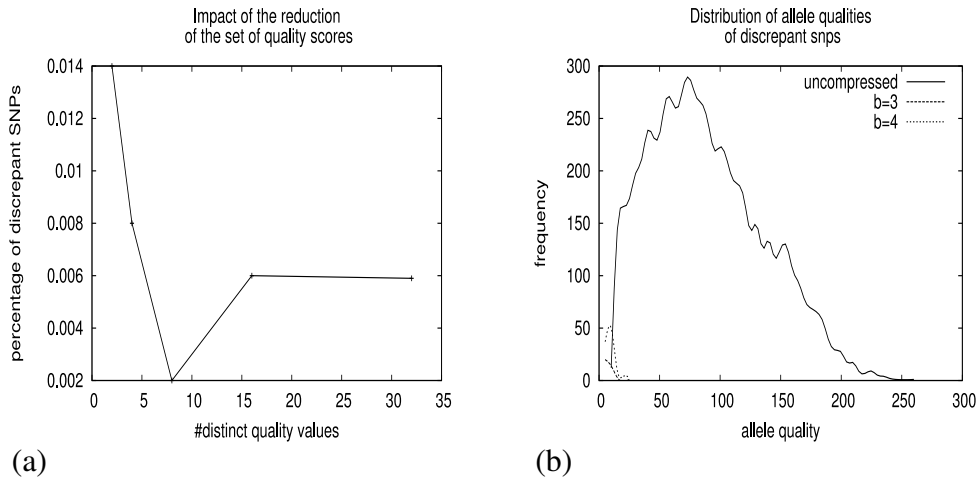 Impact of the reduction
of the set of quality scores
0.014
0.012
0.01
0.008
0.006
0.004
0.002
0 5 10 15 20 25 30 35
percentage of discrepant SNPs
#distinct quality values
(a)
Distribution of allele qualities
of discrepant snps
300
250
200
150
100
50
0
0 50 100 150 200 250 300
frequency
allele quality
uncompressed
b=3
b=4
(b)